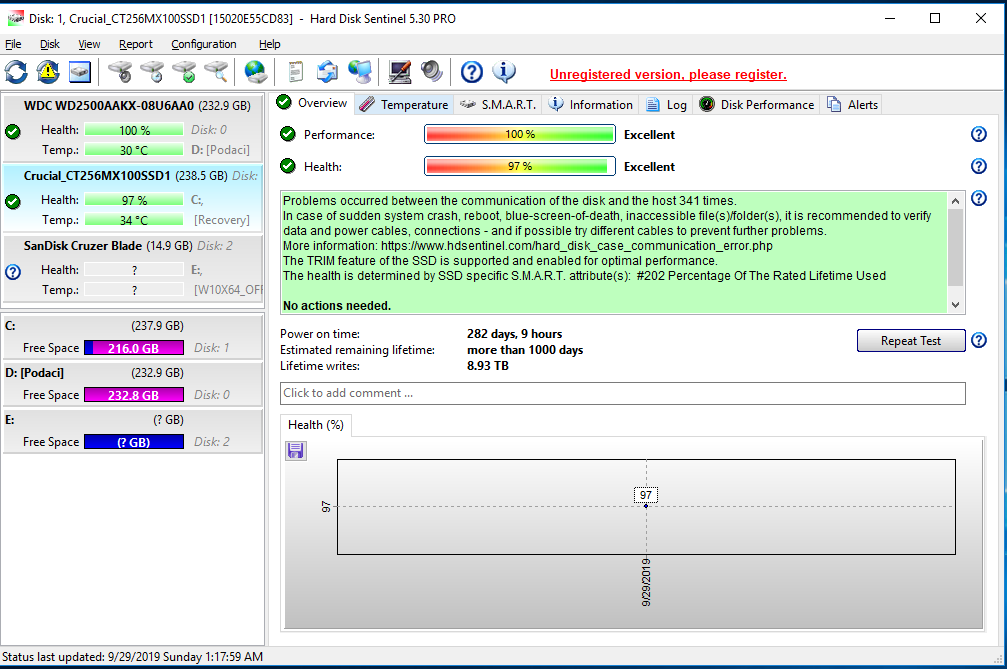 Disk: 1, Crucial_CT256MX100SSD1 [15020E55CD83] - Hard Disk Sentinel 5.30 PRO
File Disk View Report Configuration Help
Unregistered version, please register.
WDC WD2500AAKX-08U6AA0 (232.9 GB)
Health: 100 % Disk: 0
Temp.: 30 °C D: [Podaci]
Crucial_CT256MX100SSD1 (238.5 GB) Disk:
Health: 97 % C:,
Temp.: 34 °C [Recovery]
SanDisk Cruzer Blade (14.9 GB) Disk: 2
Health: ? E:,
Temp.: ? [W10X64_OFF
C: (237.9 GB)
Free Space 216.0 GB Disk: 1
D: [Podaci] (232.9 GB)
Free Space 232.8 GB Disk: 0
E: (? GB)
Free Space (? GB) Disk: 2
Overview Temperature S.M.A.R.T. Information Log Disk Performance Alerts
Performance: 100 % Excellent
Health: 97 % Excellent
Problems occurred between the communication of the disk and the host 341 times.
In case of sudden system crash, reboot, blue-screen-of-death, inaccessible file(s)/folder(s), it is recommended to verify
data and power cables, connections - and if possible try different cables to prevent further problems.
More information: https://www.hdsentinel.com/hard_disk_case_communication_error.php
The TRIM feature of the SSD is supported and enabled for optimal performance.
The health is determined by SSD specific S.M.A.R.T. attribute(s): #202 Percentage Of The Rated Lifetime Used
No actions needed.
Power on time: 282 days, 9 hours
Estimated remaining lifetime: more than 1000 days
Lifetime writes: 8.93 TB
Repeat Test
Click to add comment ...
Health (%)
97
97
9/29/2019
Status last updated: 9/29/2019 Sunday 1:17:59 AM